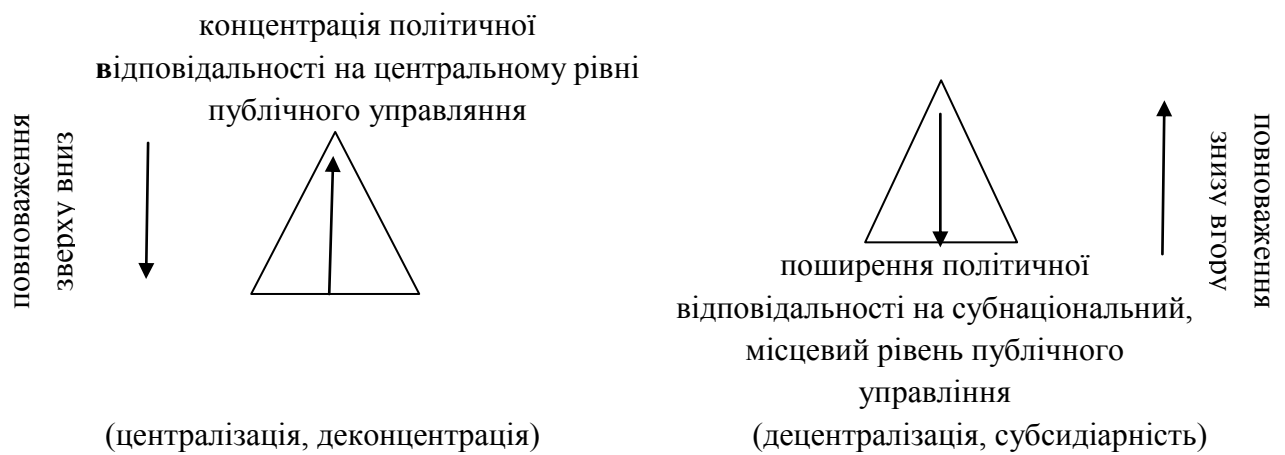 концентрація політичної
відповідальності на центральному рівні
публічного управляння
повноваження
зверху вниз
(централізація, деконцентрація)
поширення політичної
відповідальності на субнаціональний,
місцевий рівень публічного
управління
(децентралізація, субсидіарність)
повноваження
знизу вгору